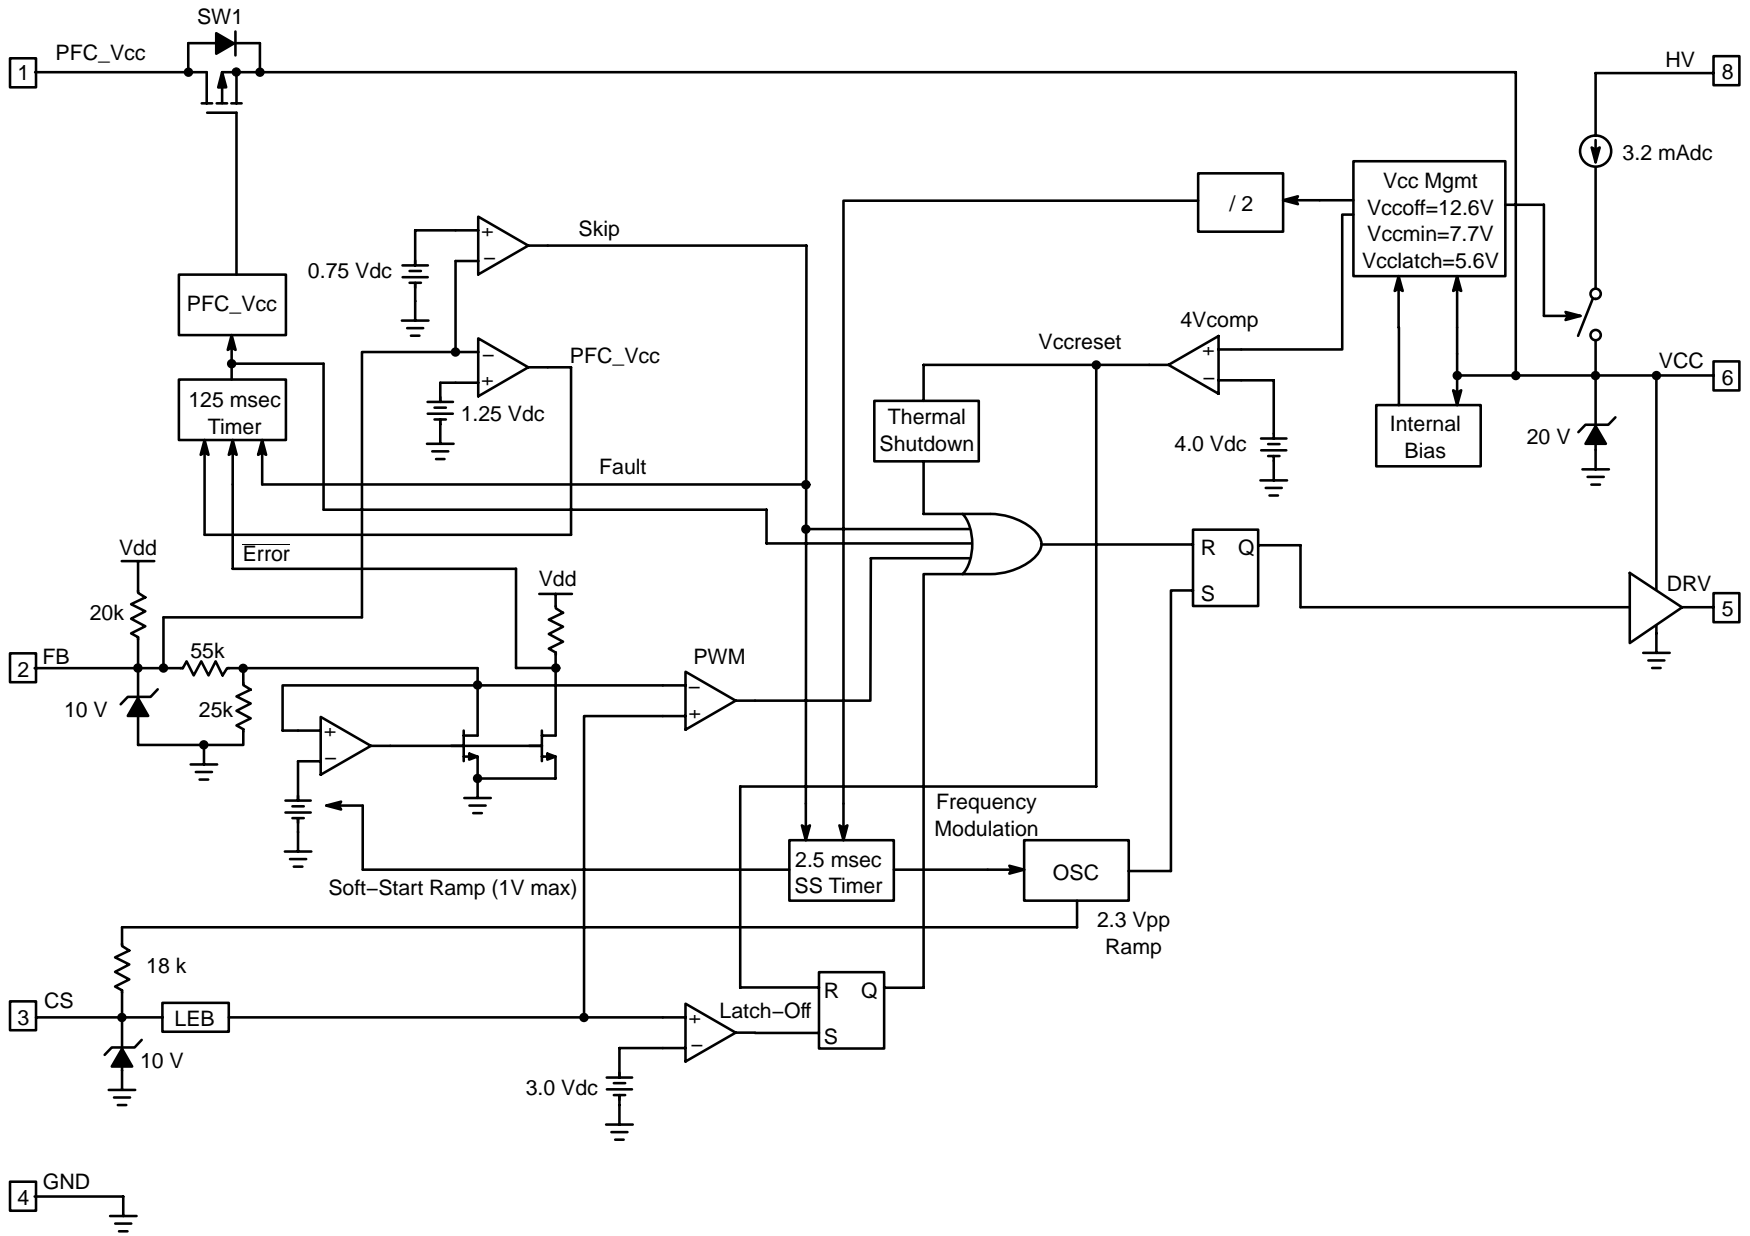 SW1
1
PFC_Vcc
HV
8
3.2 mAdc
Vcc Mgmt
Vccoff=12.6V
Vccmin=7.7V
Vcclatch=5.6V
/ 2
+
−
Skip
0.75 Vdc
PFC_Vcc
4Vcomp
Vccreset
+
−
−
+
PFC_Vcc
VCC
6
125 msec
Timer
1.25 Vdc
Thermal
Shutdown
4.0 Vdc
Internal
Bias
20 V
Fault
Error
Vdd
Vdd
R
Q
S
DRV
5
20k
2
FB
55k
PWM
−
+
10 V
25k
+
−
Frequency
Modulation
2.5 msec
SS Timer
OSC
Soft−Start Ramp (1V max)
2.3 Vpp
Ramp
18 k
3
CS
LEB
+
−
Latch−Off
R
Q
S
10 V
3.0 Vdc
4
GND